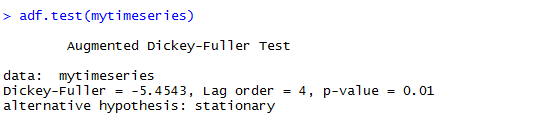 > adf.test(mytimeseries)
Augmented Dickey-Fuller Test
data:  mytimeseries
Dickey-Fuller = -5.4543, Lag order = 4, p-value = 0.01
alternative hypothesis: stationary